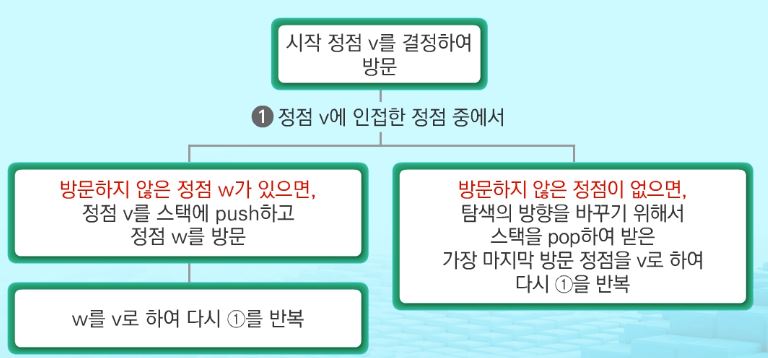 시작 정점 v를 결정하여
방문
❶ 정점 v에 인접한 정점 중에서
방문하지 않은 정점 w가 있으면,
정점 v를 스택에 push하고
정점 w를 방문
w를 v로 하여 다시 ①를 반복
방문하지 않은 정점이 없으면,
탐색의 방향을 바꾸기 위해서
스택을 pop하여 받은
가장 마지막 방문 정점을 v로 하여
다시 ①을 반복